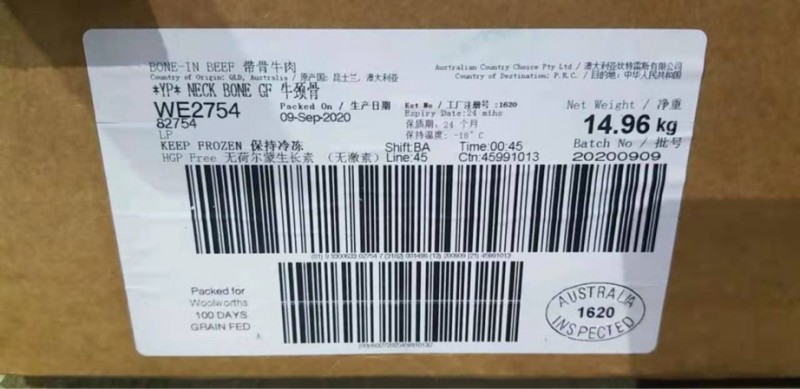 BONE-IN BEEF 带骨牛肉
Country of Origin: QLD, Australia / 原产国: 昆士兰, 澳大利亚
*YP* NECK BONE GF 牛颈骨
WE2754
82754
LP
KEEP FROZEN 保持冷冻
HGP Free 无荷尔蒙生长素 (无激素)
Packed On / 生产日期
09-Sep-2020
Australian Country Choice Pty Ltd / 澳大利亚坎特雷斯有限公司
Country of Destination: P.R.C. / 目的地: 中华人民共和国
Est No / 工厂注册号 :1620
Expiry Date:24 mths
保质期: 24 个月
保持温度: -18° C
Shift:BA
Line:45
Time:00:45
Ctn:45991013
Net Weight / 净重
14.96 kg
Batch No / 批号
20200909
Packed for
Woolworths
100 DAYS
GRAIN FED
AUSTRALIA
1620
INSPECTED